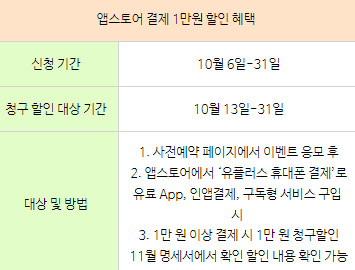 앱스토어 결제 1만원 할인 혜택
신청 기간
10월 6일-31일
청구 할인 대상 기간
10월 13일-31일
대상 및 방법
1. 사전예약 페이지에서 이벤트 응모 후
2. 앱스토어에서 ‘유플러스 휴대폰 결제’로
유료 App, 인앱결제, 구독형 서비스 구입
시
3. 1만 원 이상 결제 시 1만 원 청구할인
11월 명세서에서 확인 할인 내용 확인 가능